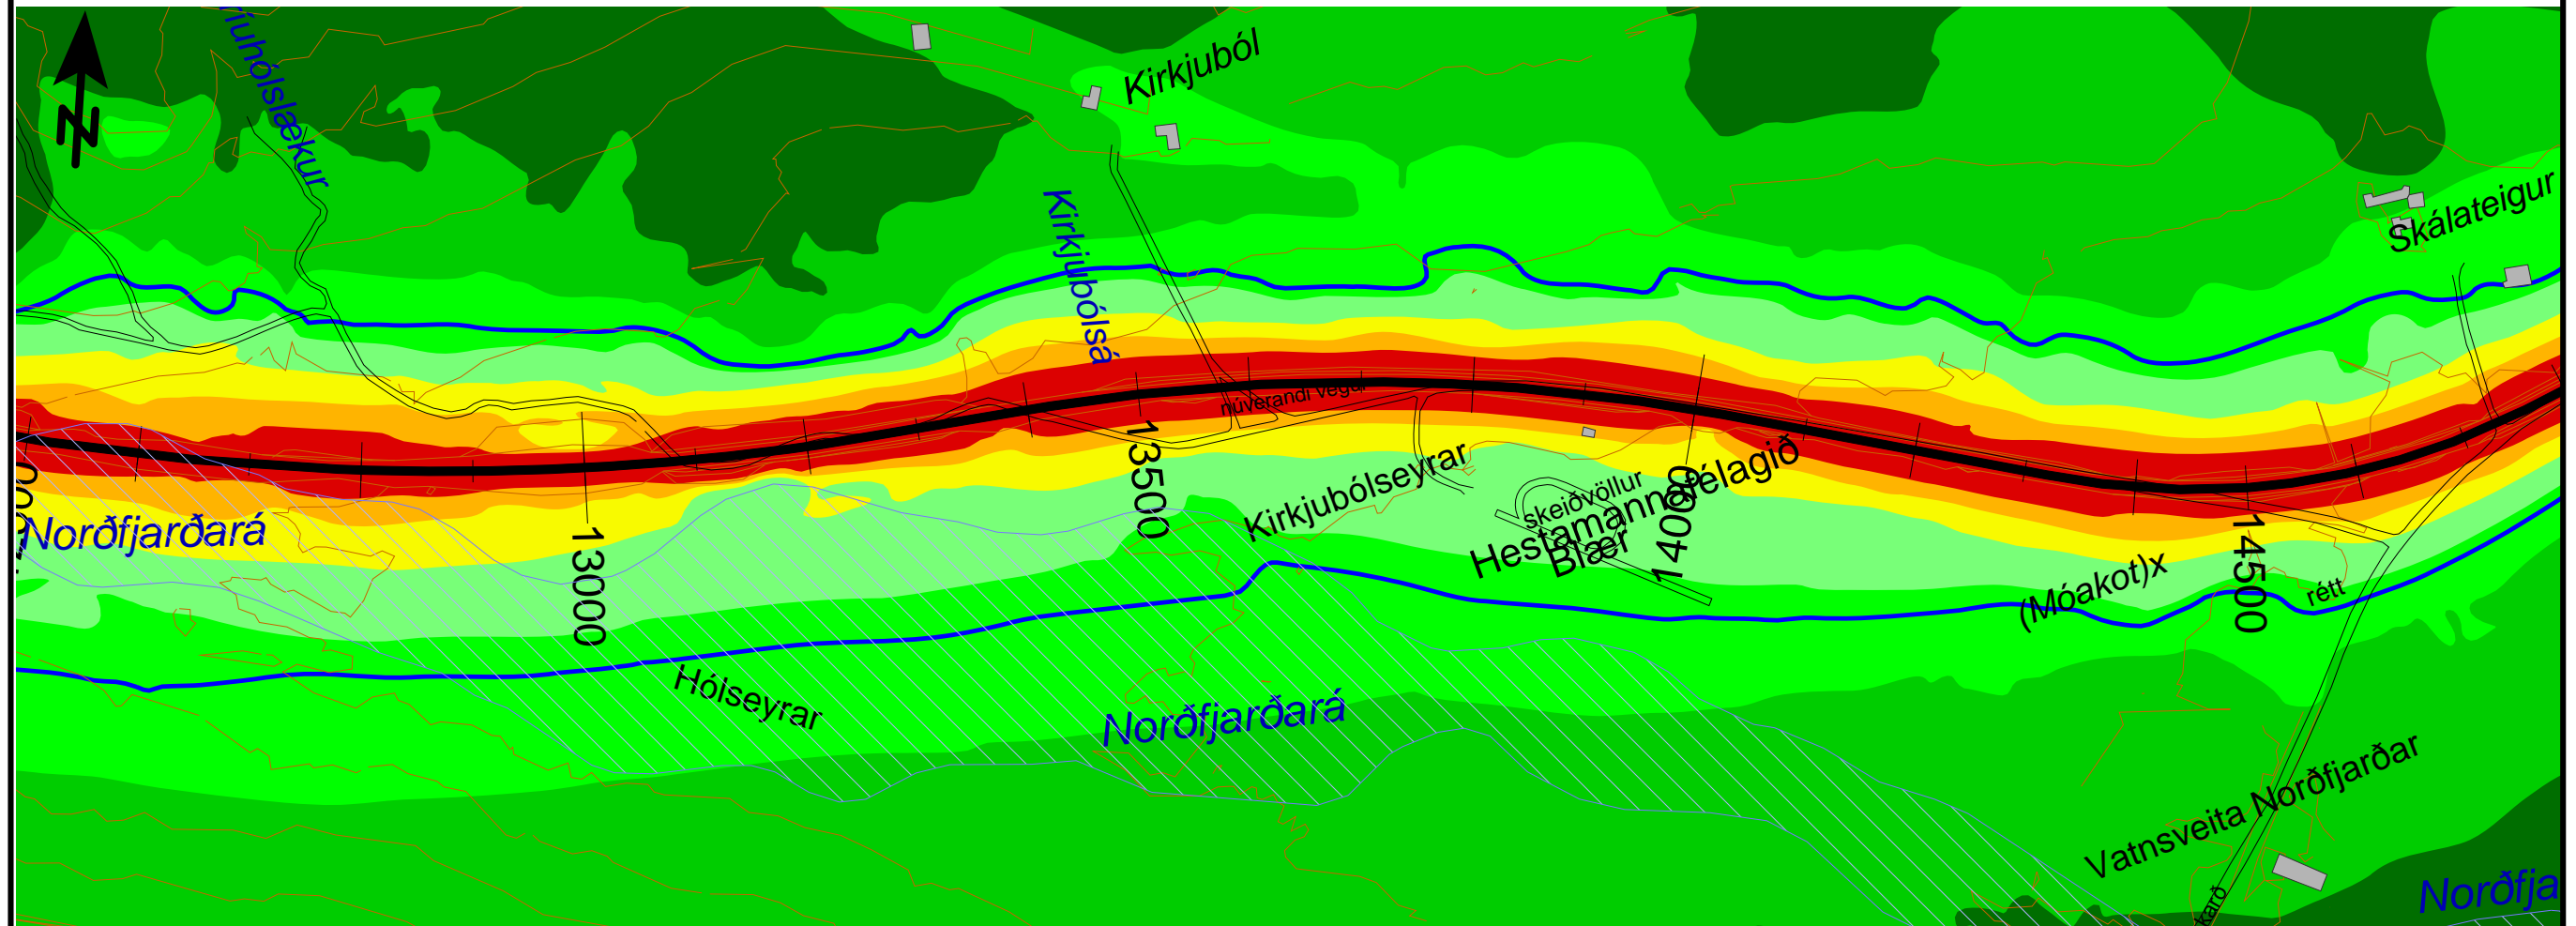 Kirkjuból
Kirkjubólsá
Skálateigur
núverandi vegur
Norðfjarðará
13000
13500
Kirkjubólseyrar
skeiðvöllur
Hestamannafélagið
Blær
14000
(Móakot)x
14500
rétt
Hólseyrar
Norðfjarðará
Vatnsveita Norðfjarðar